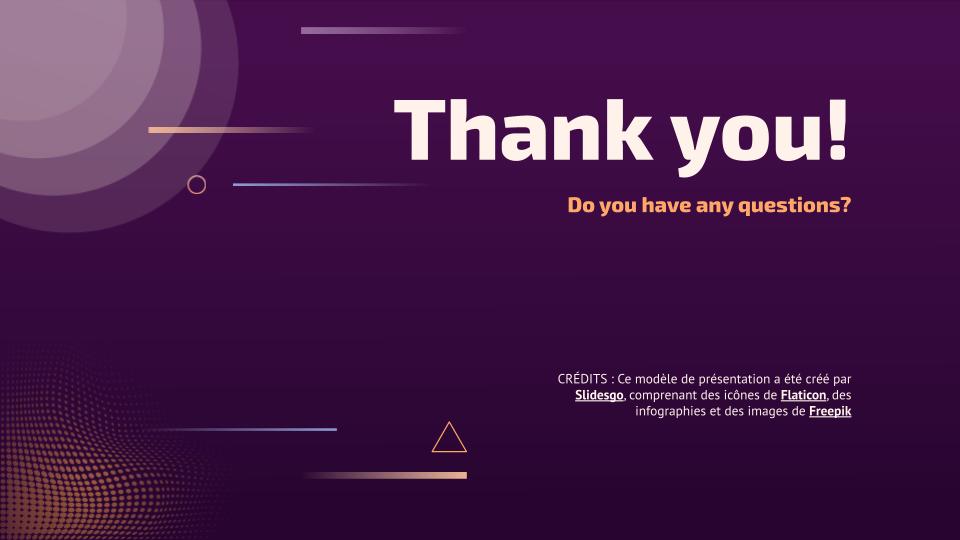 Thank you!
Do you have any questions?
CRÉDITS : Ce modèle de présentation a été créé par
Slidesgo, comprenant des icônes de Flaticon, des
infographies et des images de Freepik